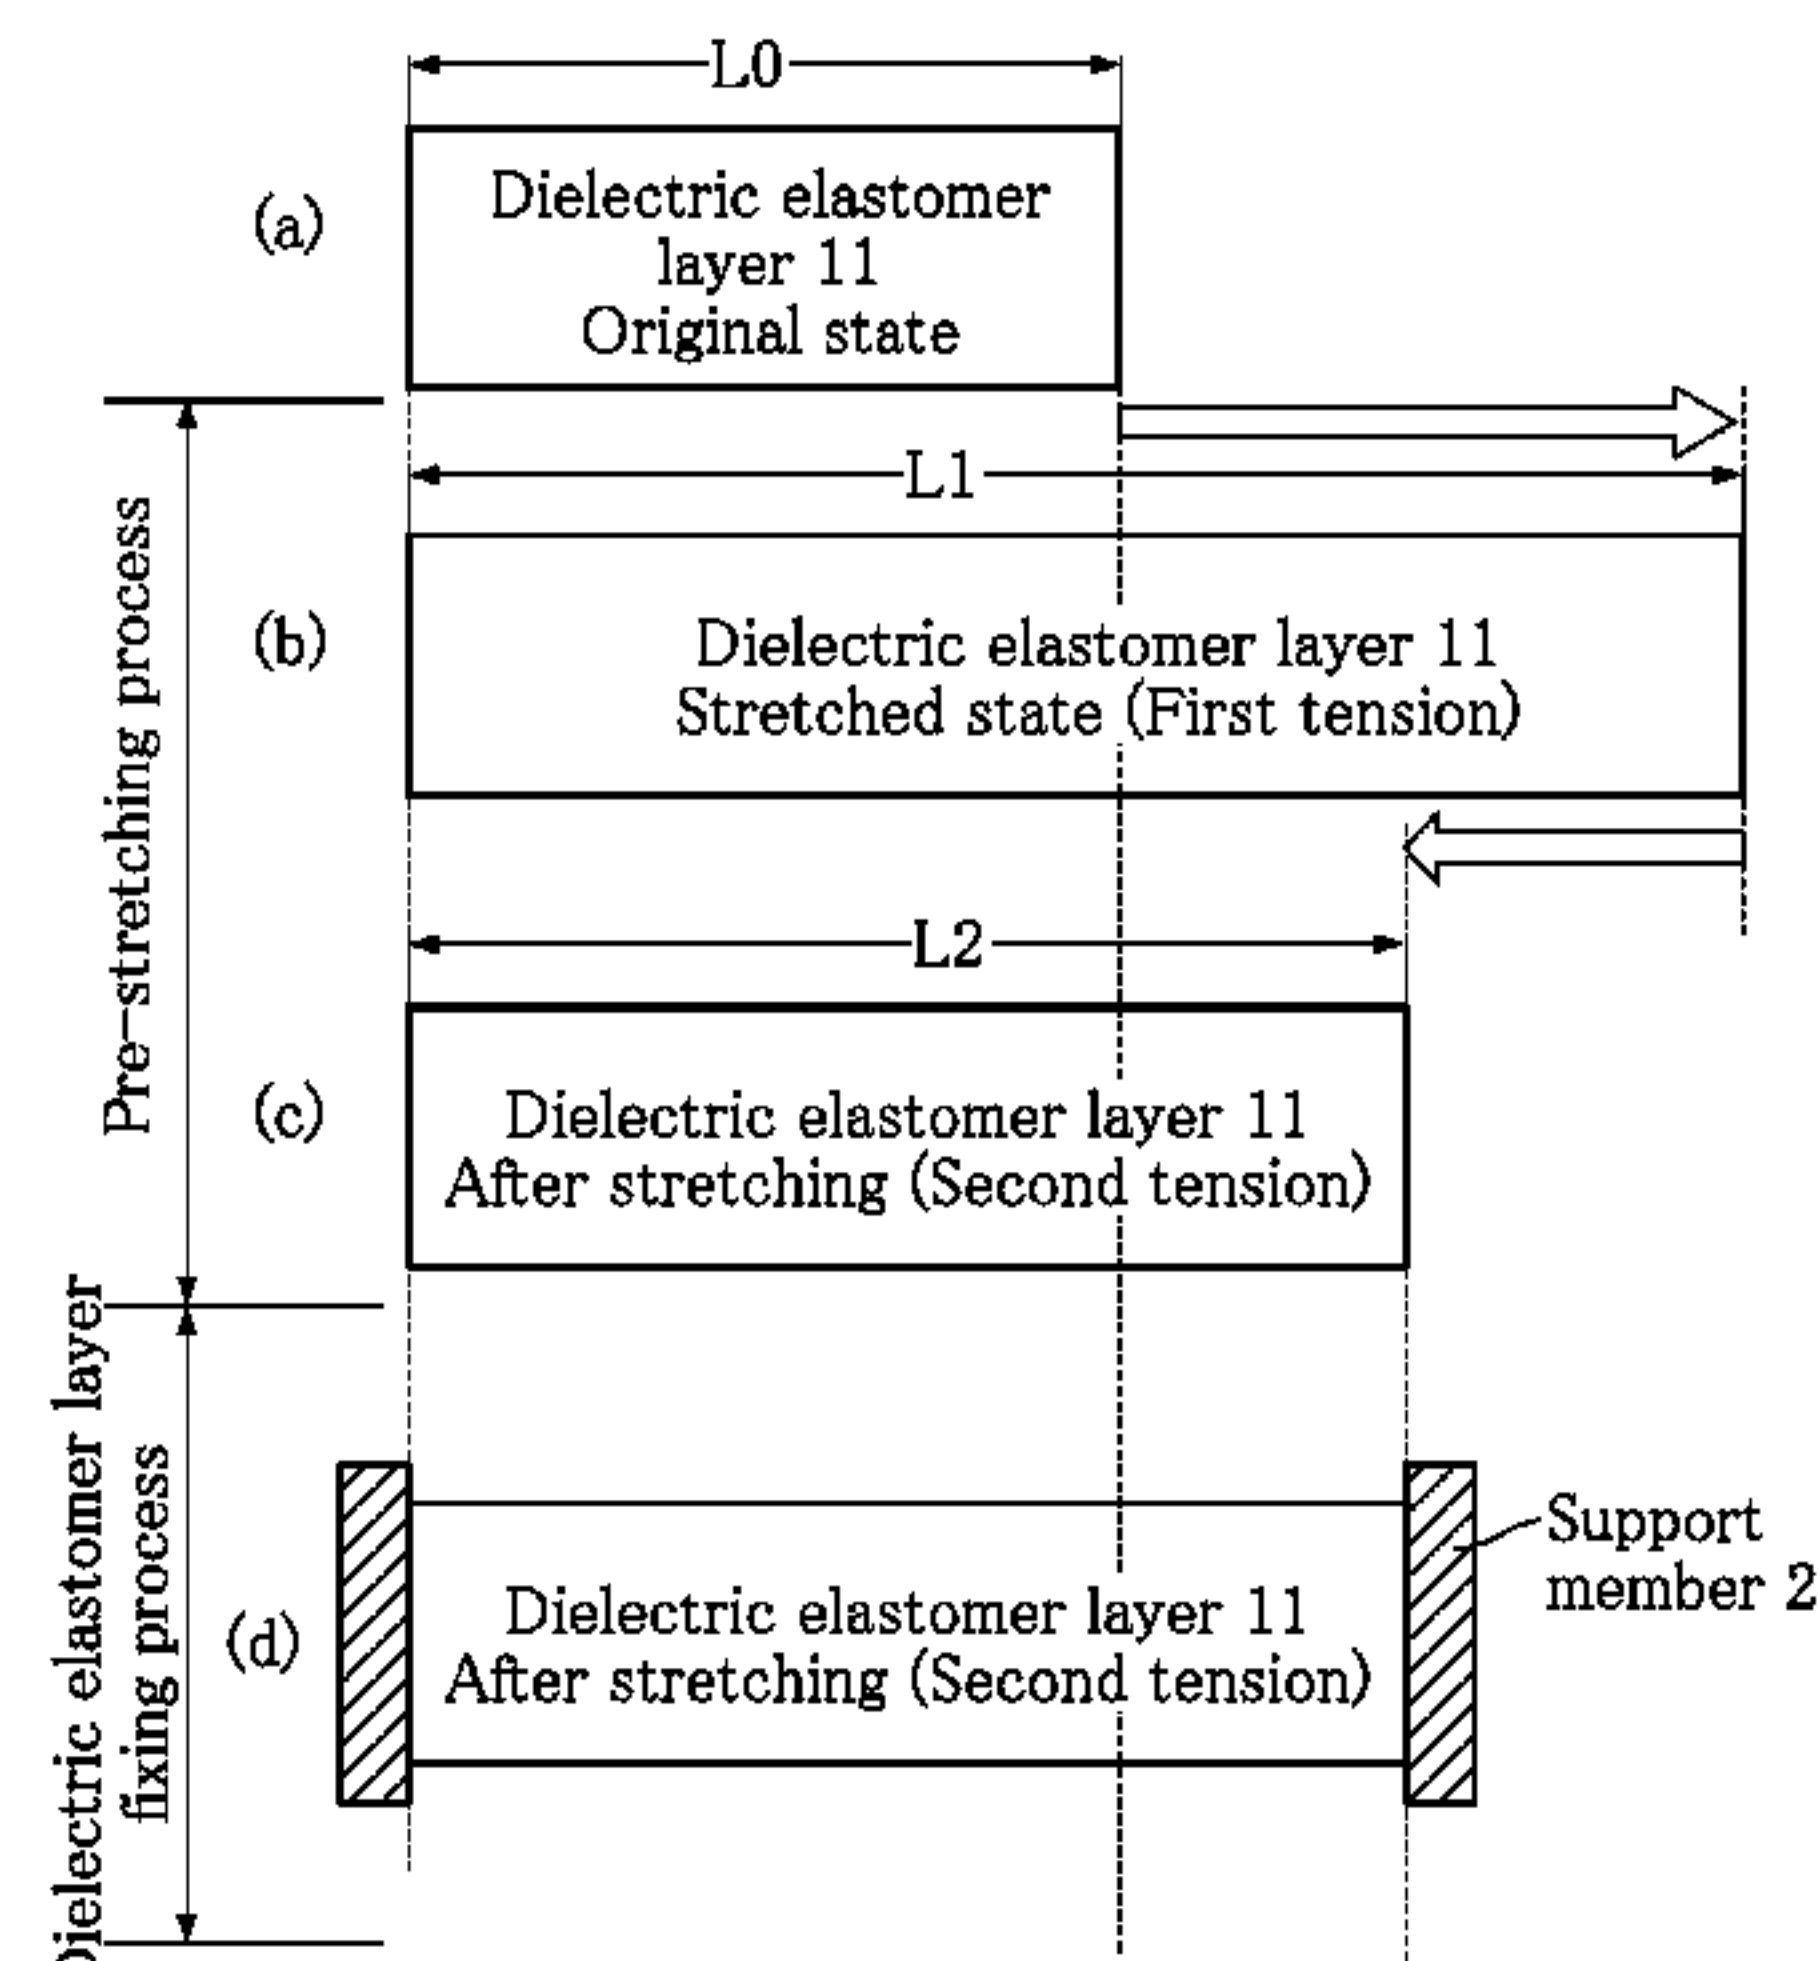 L0
(a)
Dielectric elastomer
layer 11
Original state
L1
Pre-stretching process
(b)
Dielectric elastomer layer 11
Stretched state (First tension)
L2
(c)
Dielectric elastomer layer 11
After stretching (Second tension)
Dielectric elastomer layer
fixing process
(d)
Dielectric elastomer layer 11
After stretching (Second tension)
Support
member 2